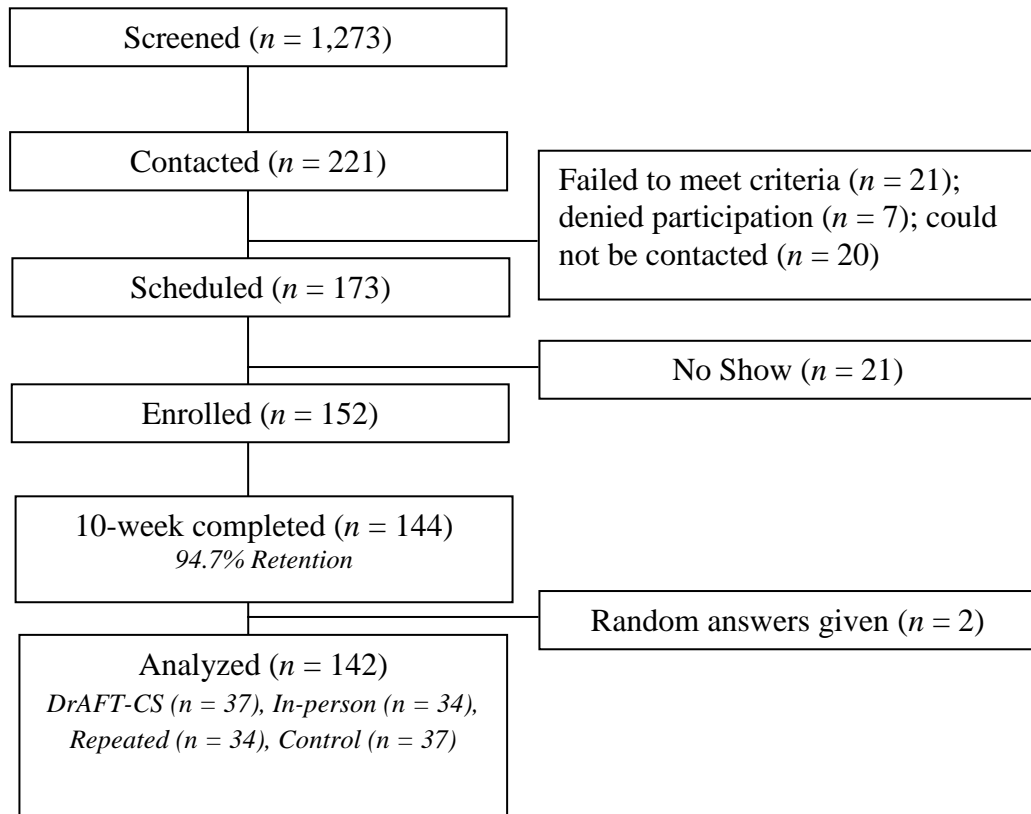 Screened (n = 1,273)
Contacted (n = 221)
Failed to meet criteria (n = 21);
denied participation (n = 7); could
not be contacted (n = 20)
Scheduled (n = 173)
No Show (n = 21)
Enrolled (n = 152)
10-week completed (n = 144)
94.7% Retention
Random answers given (n = 2)
Analyzed (n = 142)
DrAFT-CS (n = 37), In-person (n = 34),
Repeated (n = 34), Control (n = 37)